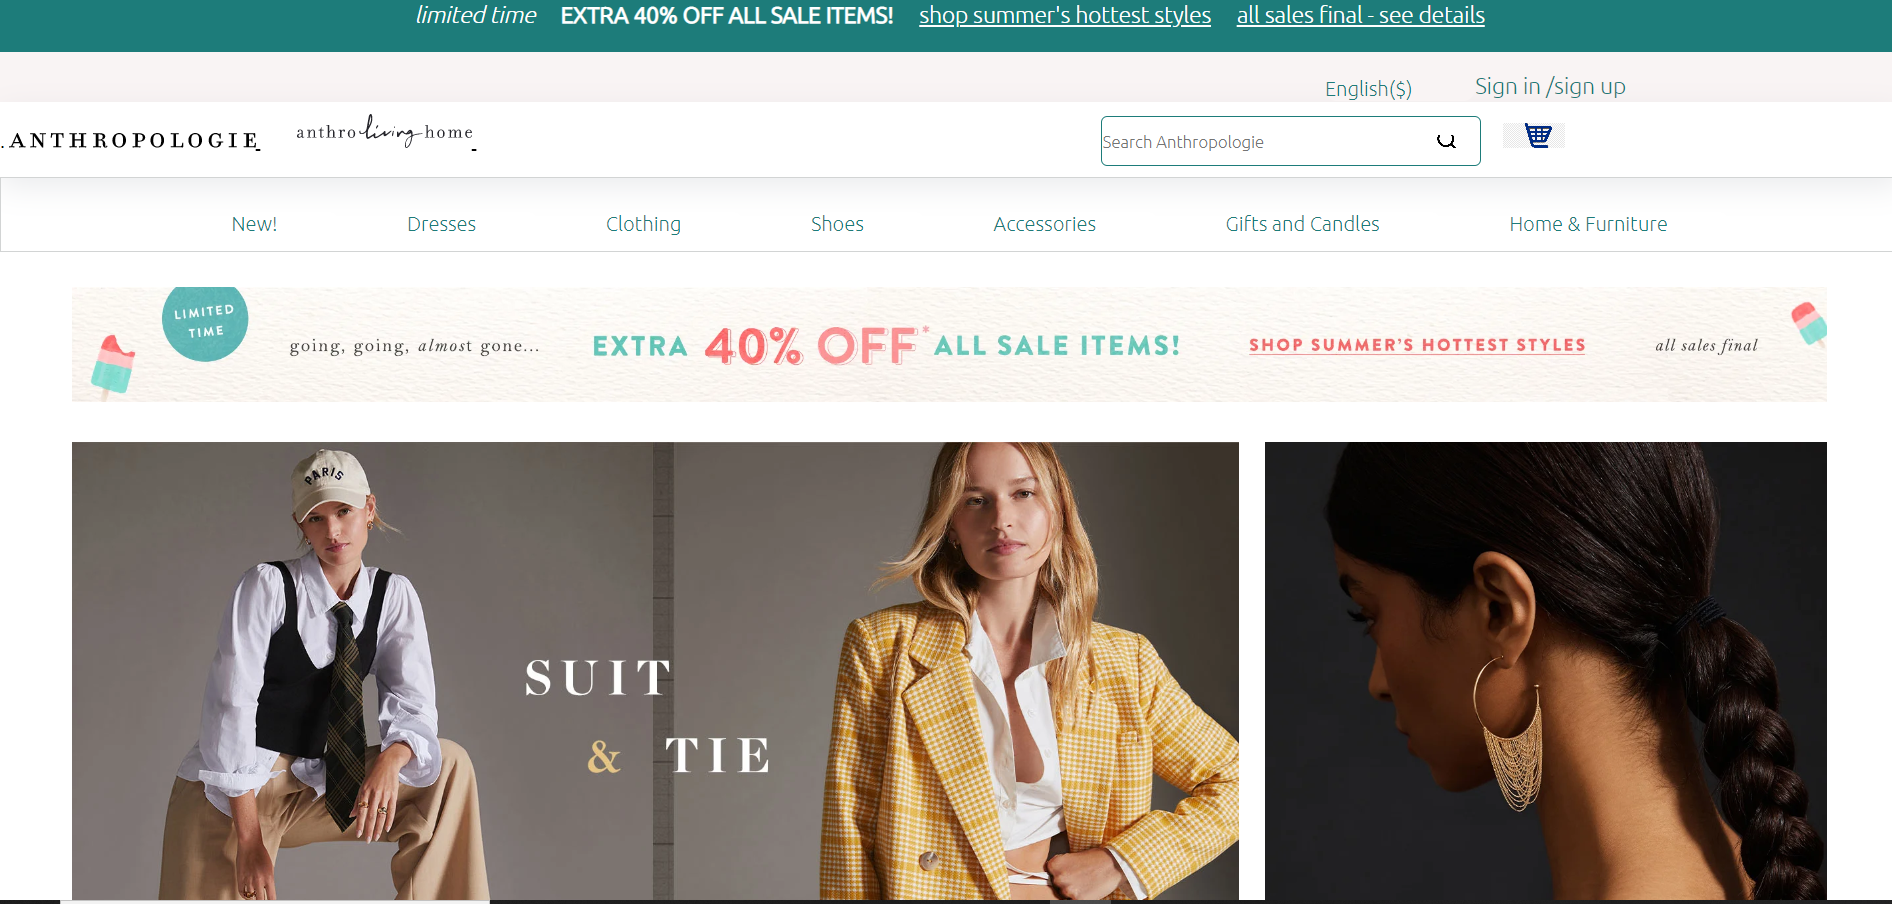 limited time EXTRA 40% OFF ALL SALE ITEMS! shop summer's hottest styles all sales final - see details
English($) Sign in /sign up
.ANTHROPOLOGIE anthro living home Search Anthropologie
New! Dresses Clothing Shoes Accessories Gifts and Candles Home & Furniture
LIMITED
TIME
going, going, almost gone... EXTRA 40% OFF* ALL SALE ITEMS! SHOP SUMMER'S HOTTEST STYLES all sales final
PARIS
SUIT
& TIE